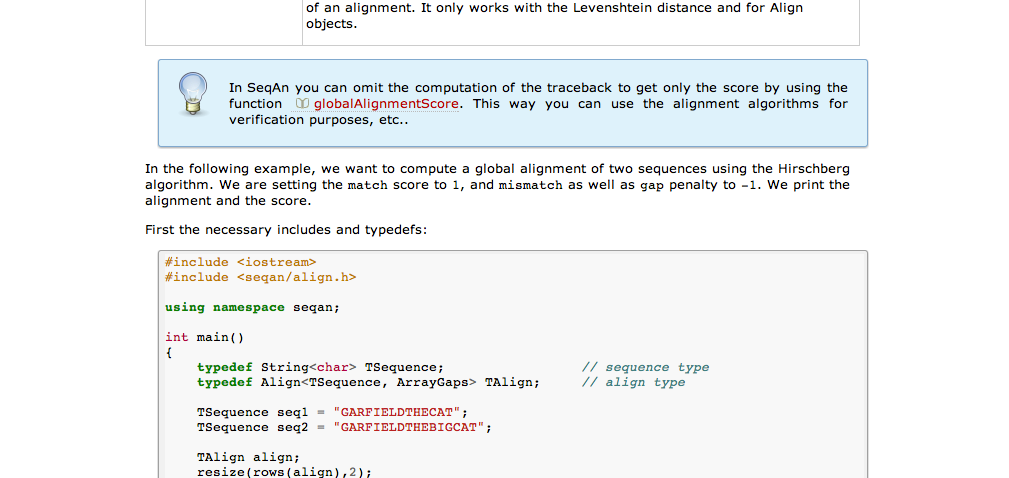 of an alignment. It only works with the Levenshtein distance and for Align
objects.
In SeqAn you can omit the computation of the traceback to get only the score by using the
function globalAlignmentScore. This way you can use the alignment algorithms for
verification purposes, etc..
In the following example, we want to compute a global alignment of two sequences using the Hirschberg
algorithm. We are setting the match score to 1, and mismatch as well as gap penalty to -1. We print the
alignment and the score.
First the necessary includes and typedefs:
#include <iostream>
#include <seqan/align.h>
using namespace seqan;
int main()
{
typedef String<char> TSequence; // sequence type
typedef Align<TSequence, ArrayGaps> TAlign; // align type
TSequence seq1 = "GARFIELDTHECAT";
TSequence seq2 = "GARFIELDTHEBIGCAT";
TAlign align;
resize(rows(align),2);